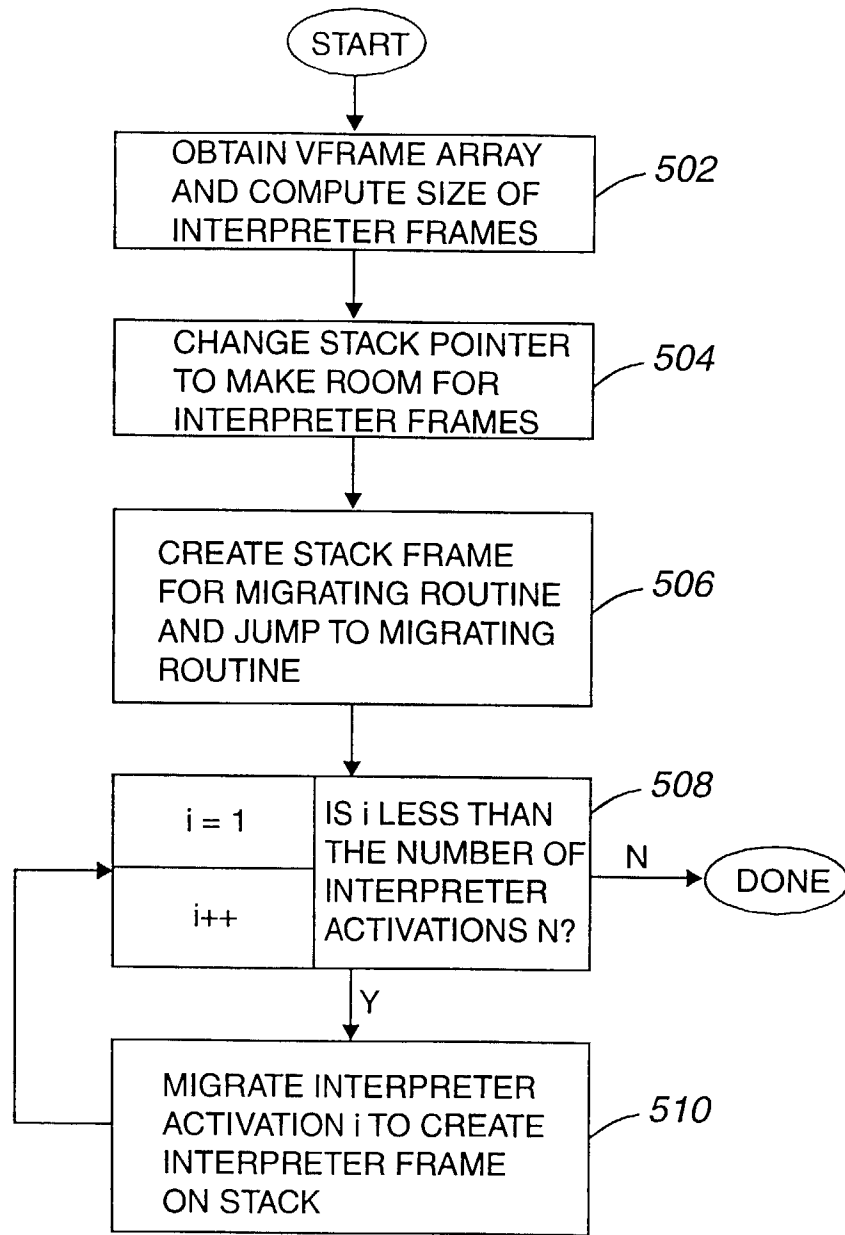 START
OBTAIN VFRAME ARRAY
AND COMPUTE SIZE OF
INTERPRETER FRAMES
502
CHANGE STACK POINTER
TO MAKE ROOM FOR
INTERPRETER FRAMES
504
CREATE STACK FRAME
FOR MIGRATING ROUTINE
AND JUMP TO MIGRATING
ROUTINE
506
i = 1
i++
IS i LESS THAN
THE NUMBER OF
INTERPRETER
ACTIVATIONS N?
508
N
DONE
Y
MIGRATE INTERPRETER
ACTIVATION i TO CREATE
INTERPRETER FRAME
ON STACK
510